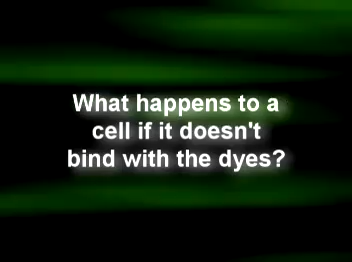 What happens to a
cell if it doesn't
bind with the dyes?